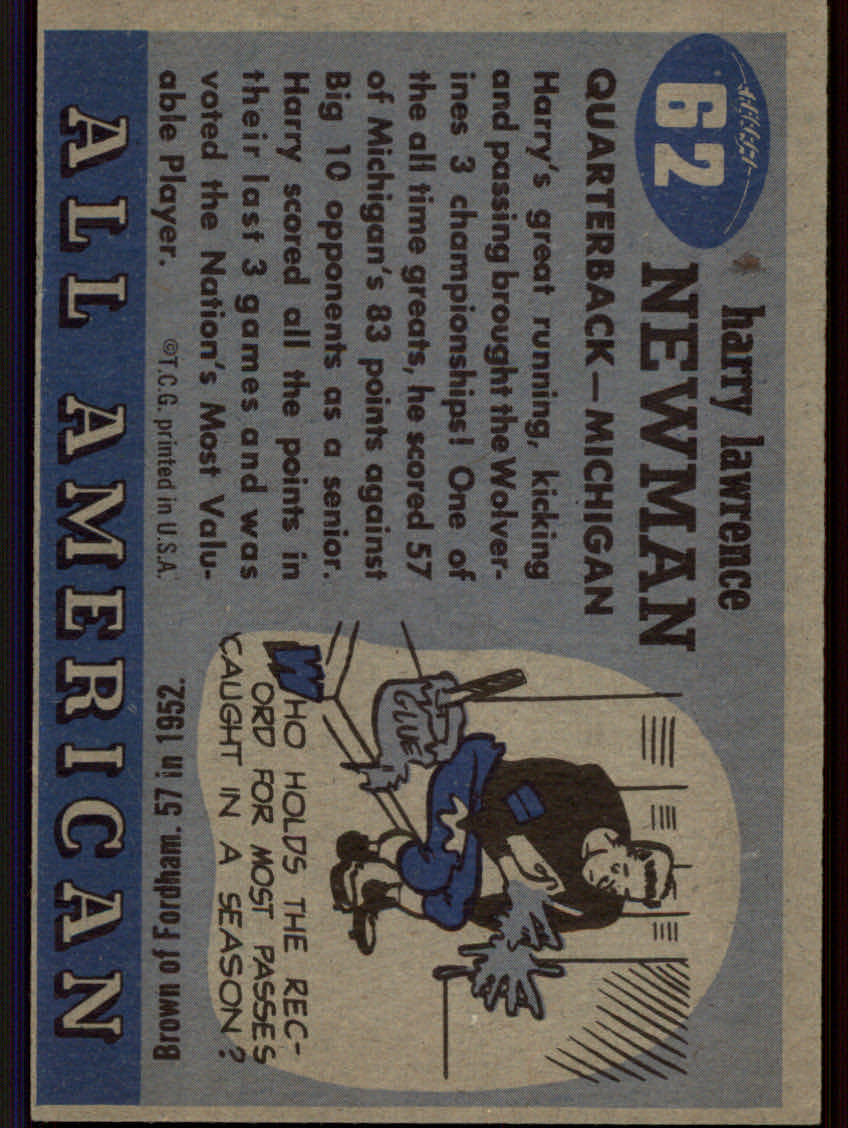 62
harry lawrence
NEWMAN
QUARTERBACK—MICHIGAN
Harry's great running, kicking
and passing brought the Wolver-
ines 3 championships! One of
the all time greats, he scored 57
of Michigan's 83 points against
Big 10 opponents as a senior.
Harry scored all the points in
their last 3 games and was
voted the Nation's Most Valu-
able Player.
©T.C.G. printed in U.S.A.
GLUE
WHO HOLDS THE REC-
ORD FOR MOST PASSES
CAUGHT IN A SEASON?
Brown of Fordham. 57 in 1952.
ALL AMERICAN